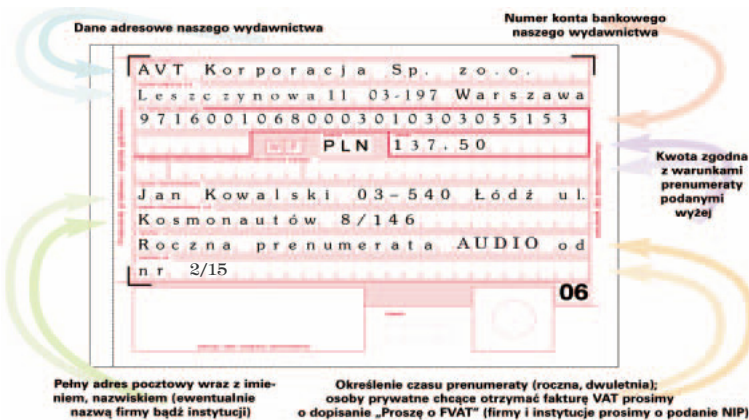 Dane adresowe naszego wydawnictwa
Numer konta bankowego
naszego wydawnictwa
AVT Korporacja Sp. zo.o.
Leszczynowa 11 03-197 Warszawa
97160010680003010303055153
PLN 137.50
Kwota zgodna
z warunkami
prenumeraty
podanymi
wyżej
Jan Kowalski 03-540 Łódź ul.
Kosmonautów 8/146
Roczna prenumerata AUDIO od
nr 2/15
06
Pełny adres pocztowy wraz z imie-
niem, nazwiskiem (ewentualnie
nazwą firmy bądź instytucji)
Określenie czasu prenumeraty (roczna, dwuletnia);
osoby prywatne chcące otrzymać fakturę VAT prosimy
o dopisanie „Proszę o FVAT” (firmy i instytucje prosimy o podanie NIP)